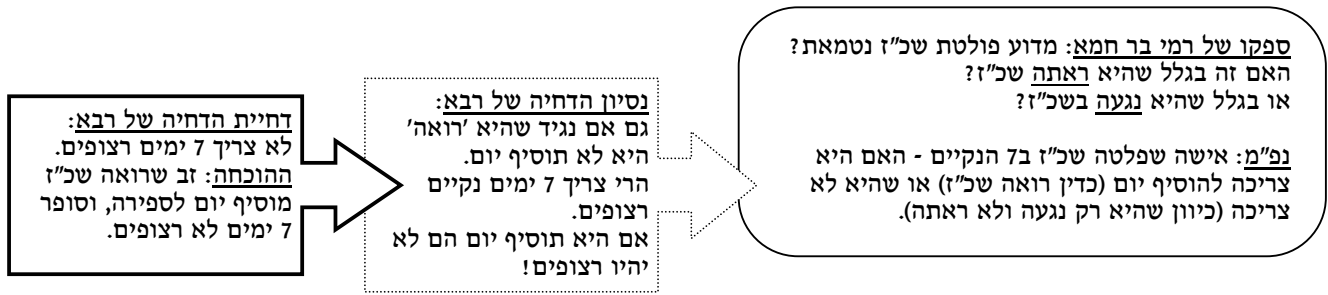 ספקו של רמי בר חמא: מדוע פולטת שכ"ז נטמאת?
האם זה בגלל שהיא ראתה שכ"ז?
או בגלל שהיא נגעה בשכ"ז?
נפ"מ: אישה שפלטה שכ"ז ב7 הנקיים - האם היא
צריכה להוסיף יום (כדין רואה שכ"ז) או שהיא לא
צריכה (כיוון שהיא רק נגעה ולא ראתה).
נסיון הדחיה של רבא:
גם אם נגיד שהיא 'רואה'
היא לא תוסיף יום.
הרי צריך 7 ימים נקיים
רצופים.
אם היא תוסיף יום הם לא
יהיו רצופים!
דחיית הדחיה של רבא:
לא צריך 7 ימים רצופים.
ההוכחה: זב שרואה שכ"ז
מוסיף יום לספירה, וסופר
7 ימים לא רצופים.